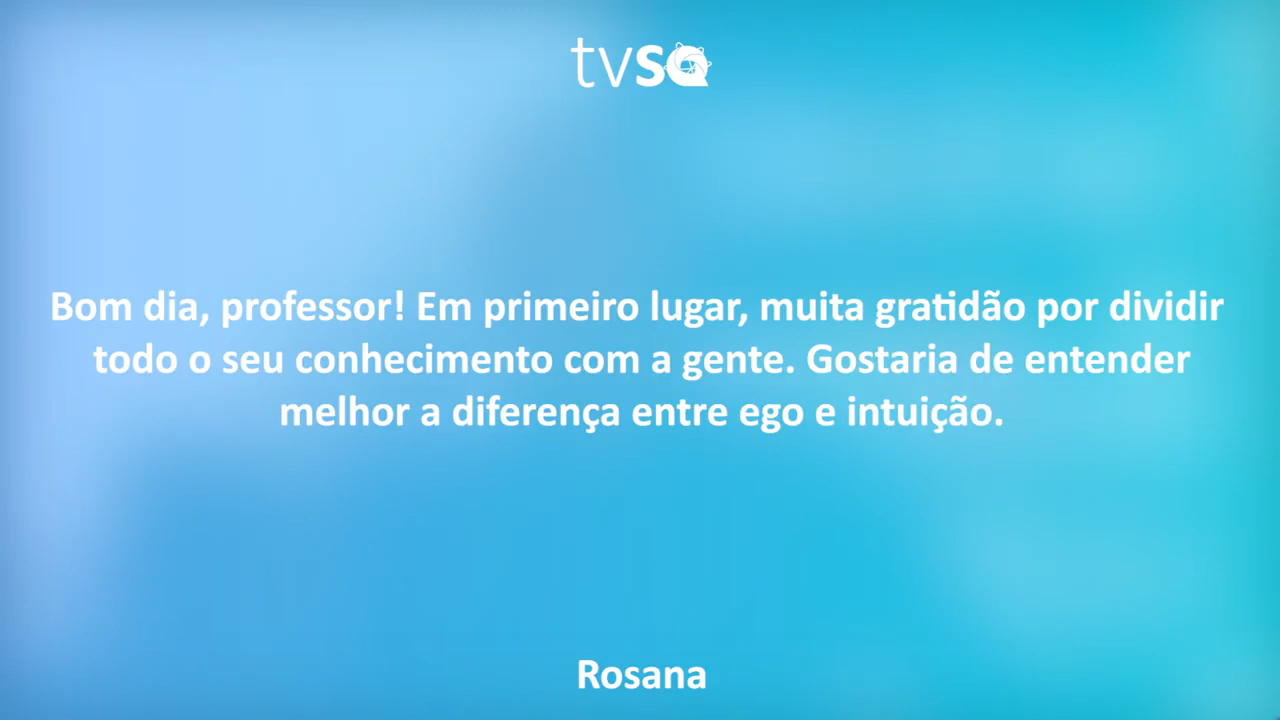 tvsQ
Bom dia, professor! Em primeiro lugar, muita gratidão por dividir
todo o seu conhecimento com a gente. Gostaria de entender
melhor a diferença entre ego e intuição.
Rosana